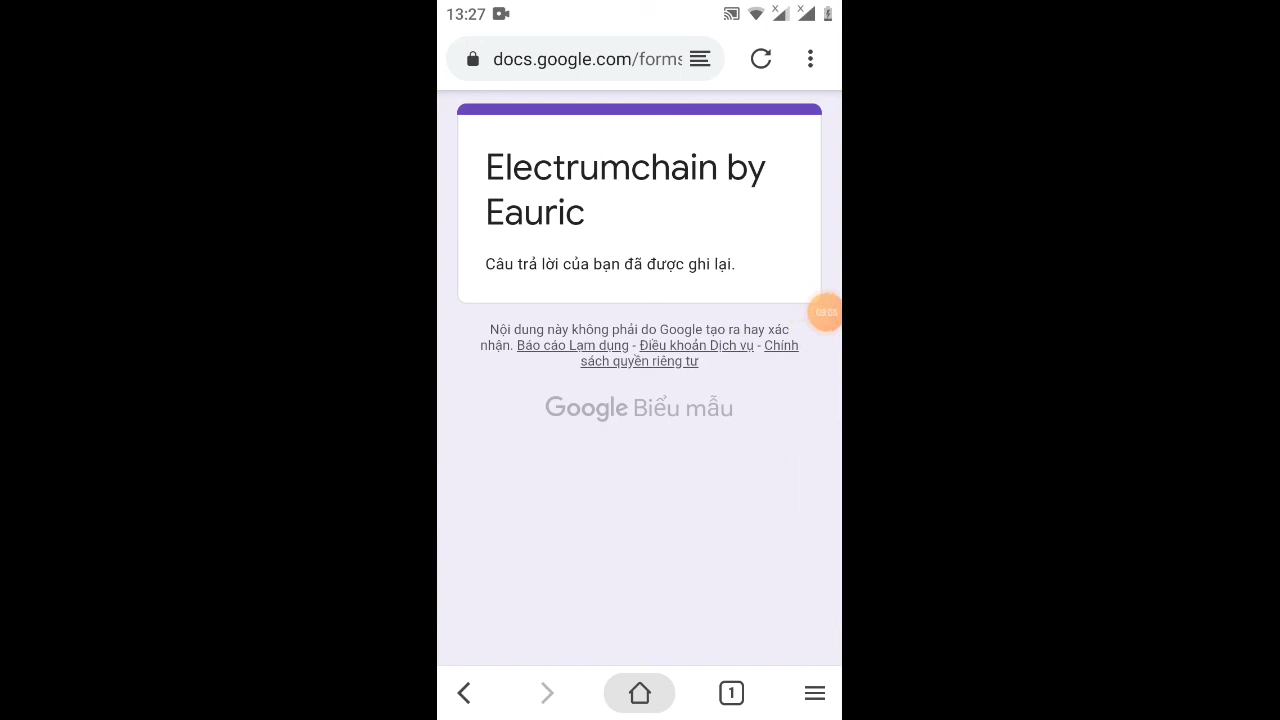 13:27
docs.google.com/forms
Electrumchain by
Eauric
Câu trả lời của bạn đã được ghi lại.
Nội dung này không phải do Google tạo ra hay xác
nhận. Báo cáo Lạm dụng - Điều khoản Dịch vụ - Chính
sách quyền riêng tư
Google Biểu mẫu
1